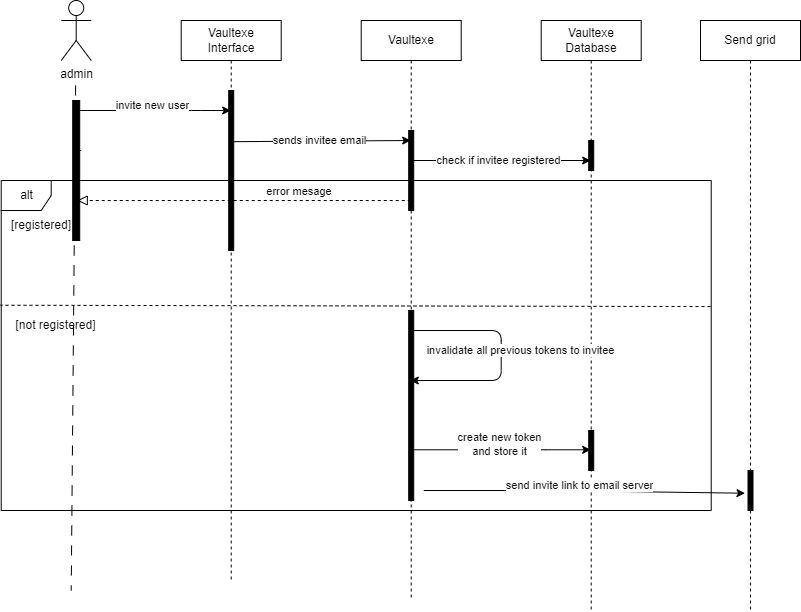 Vaultexe
Interface
Vaultexe
Vaultexe
Database
Send grid
admin
invite new user
sends invitee email
check if invitee registered
alt
error mesage
[registered]
[not registered]
invalidate all previous tokens to invitee
create new token
and store it
send invite link to email server